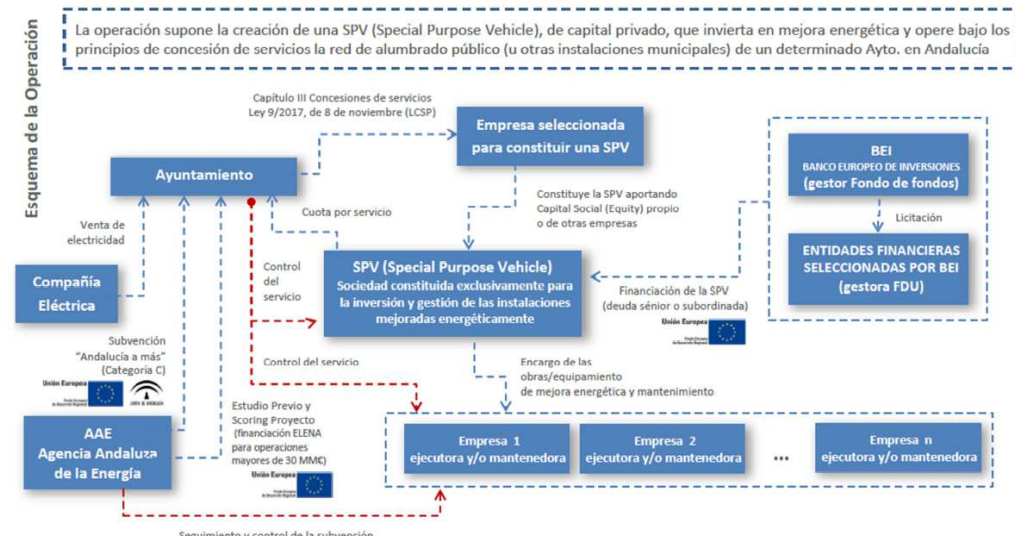 Esquema de la Operación
La operación supone la creación de una SPV (Special Purpose Vehicle), de capital privado, que invierta en mejora energética y opere bajo los
principios de concesión de servicios la red de alumbrado público (u otras instalaciones municipales) de un determinado Ayto. en Andalucía
Capítulo III Concesiones de servicios
Ley 9/2017, de 8 de noviembre (LCSP)
Empresa seleccionada
para constituir una SPV
BEI
BANCO EUROPEO DE INVERSIONES
(gestor Fondo de fondos)
Ayuntamiento
Constituye la SPV aportando
Capital Social (Equity) propio
o de otras empresas
Licitación
Cuota por servicio
Venta de
electricidad
ENTIDADES FINANCIERAS
SELECCIONADAS POR BEI
(gestora FDU)
Compañía
Eléctrica
Control
del
servicio
SPV (Special Purpose Vehicle)
Sociedad constituida exclusivamente para
la inversión y gestión de las instalaciones
mejoradas energéticamente
Financiación de la SPV
(deuda sénior o subordinada)
Unión Europea
Subvención
"Andalucía a más"
(Categoría C)
Unión Europea
Control del servicio
Encargo de las
obras/equipamiento
de mejora energética y mantenimiento
AAE
Agencia Andaluza
de la Energía
Estudio Previo y
Scoring Proyecto
(financiación ELENA
para operaciones
mayores de 30 MM€)
Unión Europea
Empresa 1
ejecutora y/o mantenedora
Empresa 2
ejecutora y/o mantenedora
...
Empresa n
ejecutora y/o mantenedora
Seguimiento y control de la subvención